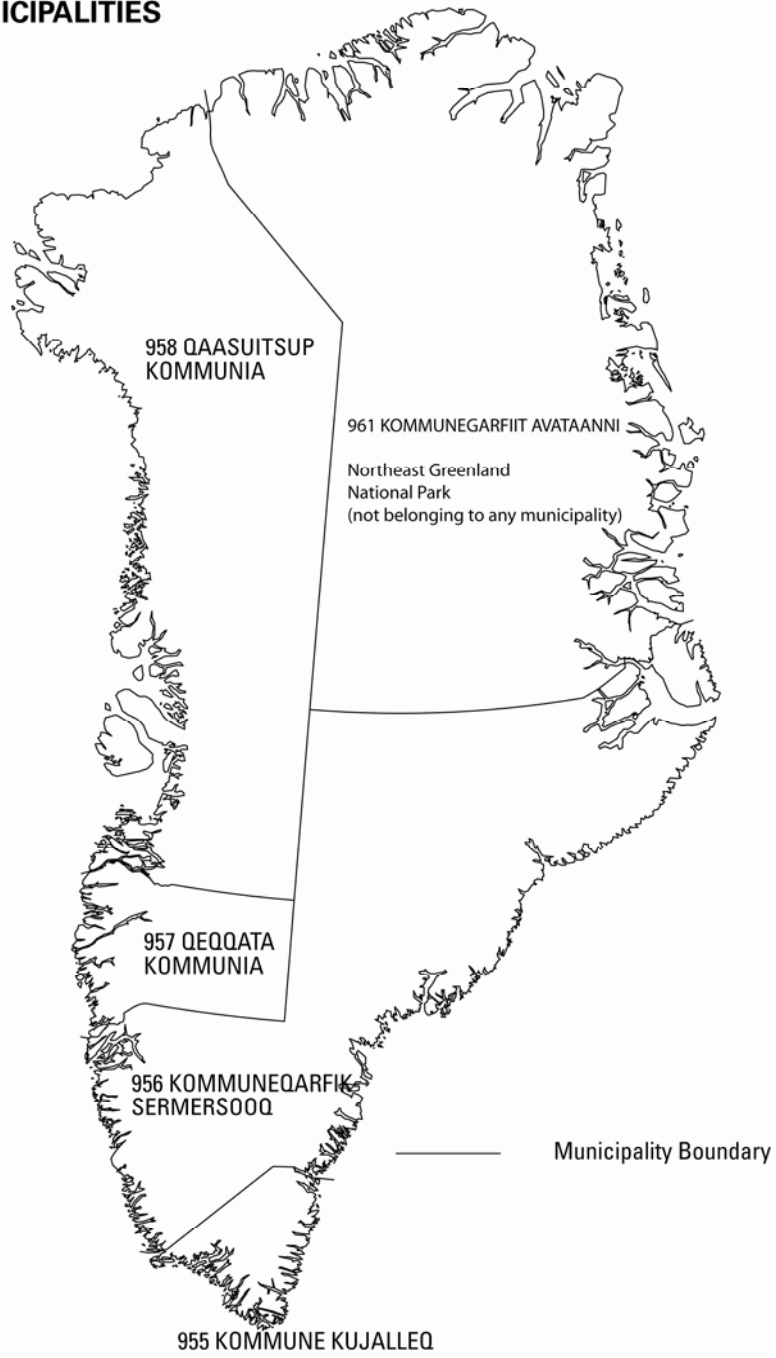 ICIPALITIES
958 QAASUITSUP
KOMMUNIA
961 KOMMUNEGARFIIT AVATAANNI
Northeast Greenland
National Park
(not belonging to any municipality)
957 QEQQATA
KOMMUNIA
956 KOMMUNEQARFIK
SERMERSOOQ
Municipality Boundary
955 KOMMUNE KUJALLEQ